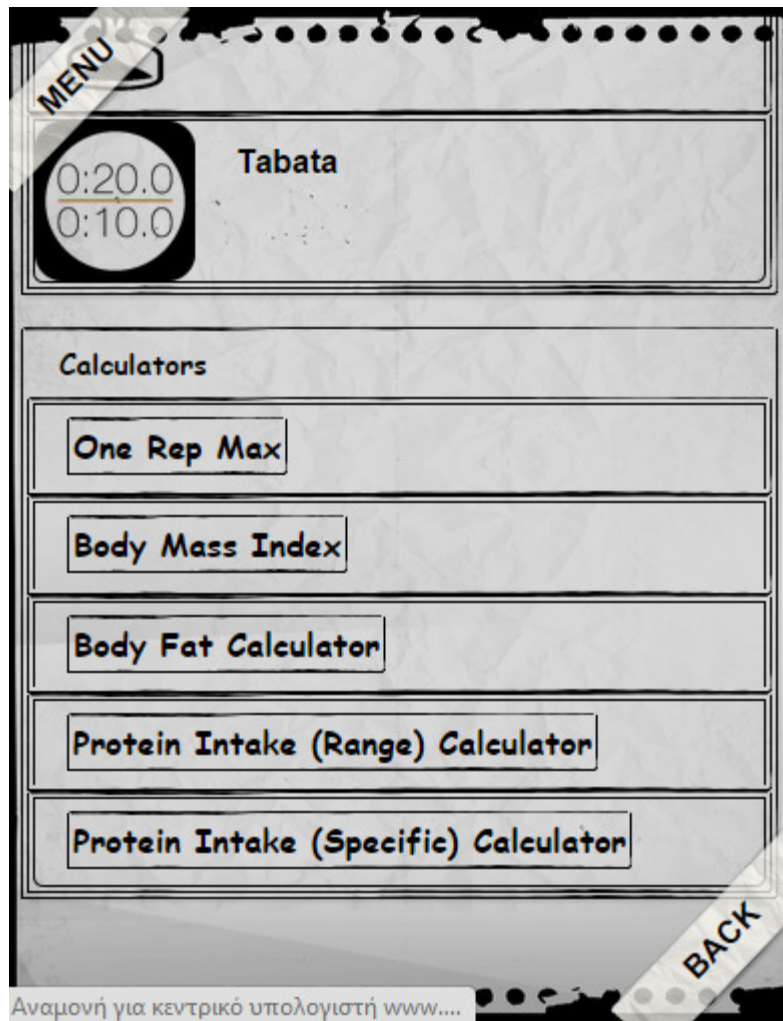 MENU
0:20.0
0:10.0
Tabata
Calculators
One Rep Max
Body Mass Index
Body Fat Calculator
Protein Intake (Range) Calculator
Protein Intake (Specific) Calculator
BACK
Αναμονή για κεντρικό υπολογιστή www....